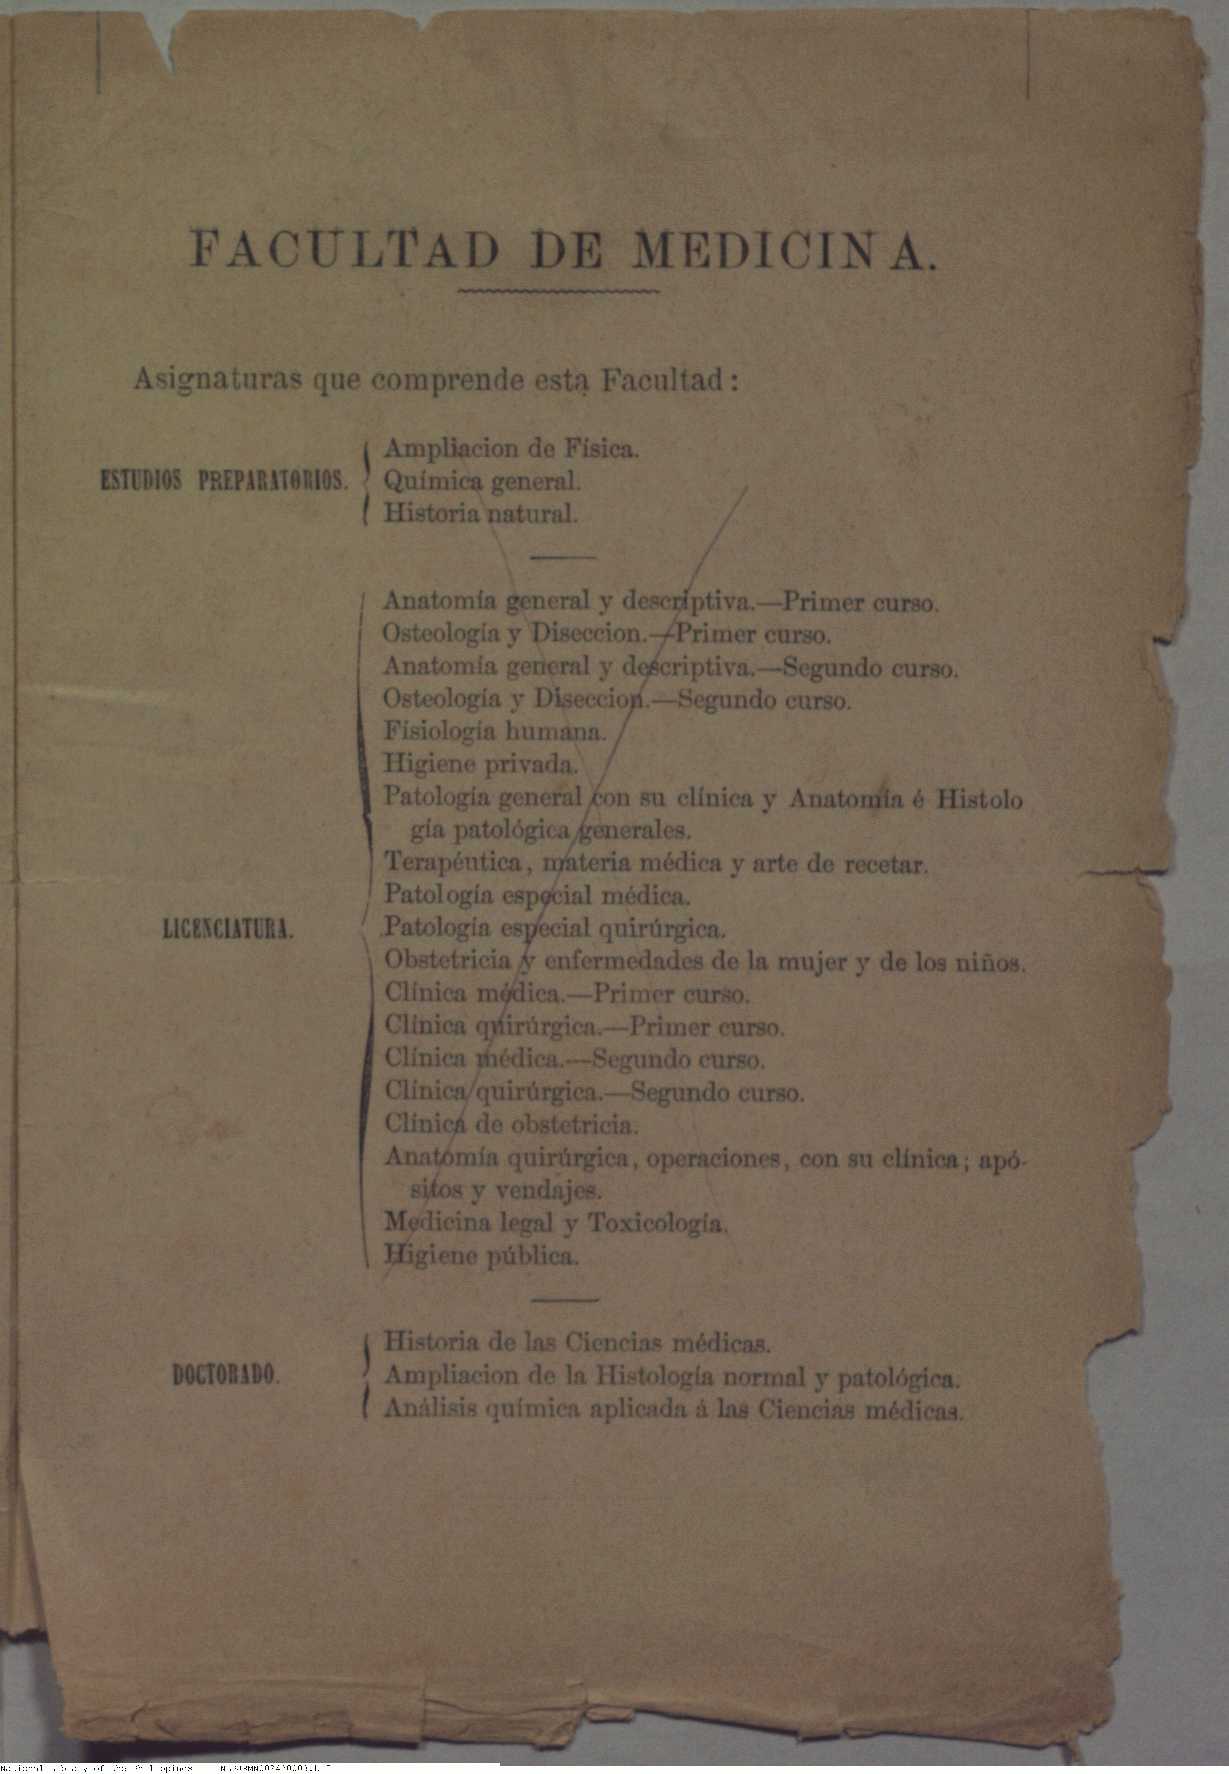 FACULTAD DE MEDICINA.
Asignaturas que comprende esta Facultad:
ESTUDIOS PREPARATORIOS.
Ampliacion de Física.
Química general.
Historia natural.
LICENCIATURA.
Anatomía general y descriptiva.—Primer curso.
Osteología y Diseccion.—Primer curso.
Anatomía general y descriptiva.—Segundo curso.
Osteología y Diseccion.—Segundo curso.
Fisiología humana.
Higiene privada.
Patología general con su clínica y Anatomía é Histolo
gía patológica generales.
Terapéutica, materia médica y arte de recetar.
Patología especial médica.
Patología especial quirúrgica.
Obstetricia y enfermedades de la mujer y de los niños.
Clínica médica.—Primer curso.
Clínica quirúrgica.—Primer curso.
Clínica médica.—Segundo curso.
Clínica quirúrgica.—Segundo curso.
Clínica de obstetricia.
Anatomía quirúrgica, operaciones, con su clínica; apó-
sitos y vendajes.
Medicina legal y Toxicología.
Higiene pública.
DOCTORADO.
Historia de las Ciencias médicas.
Ampliacion de la Histología normal y patológica.
Análisis química aplicada á las Ciencias médicas.
National Library of the Philippines